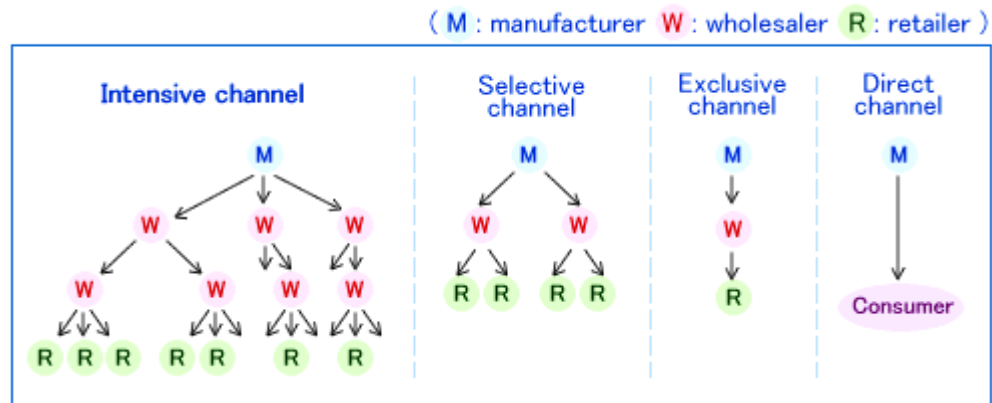 ( M : manufacturer W : wholesaler R : retailer )
Intensive channel
Selective
channel
Exclusive
channel
Direct
channel
M
M
M
M
W W W
W W
W
W W W W
R R R R
R
Consumer
R R R R R R R